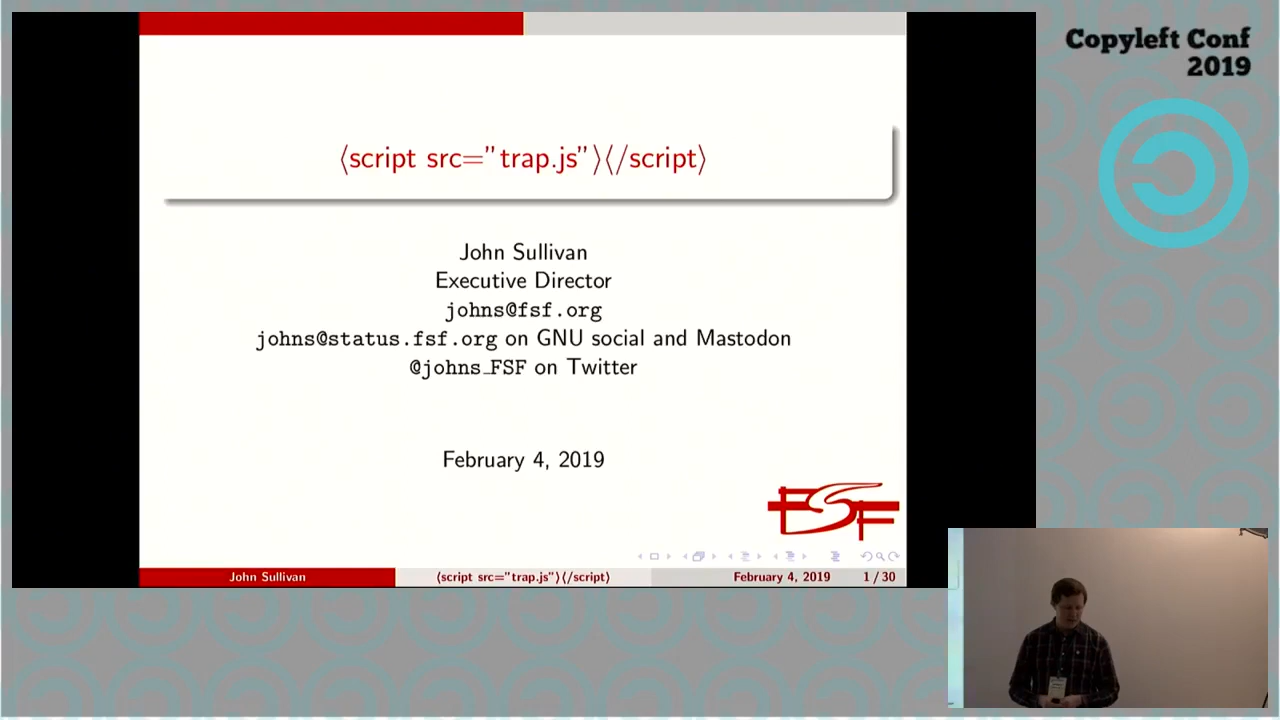 Copyleft Conf
2019
⟨script src="trap.js"⟩⟨/script⟩
John Sullivan
Executive Director
johns@fsf.org
johns@status.fsf.org on GNU social and Mastodon
@johns_FSF on Twitter
February 4, 2019
FSF
John Sullivan ⟨script src="trap.js"⟩⟨/script⟩ February 4, 2019 1 / 30